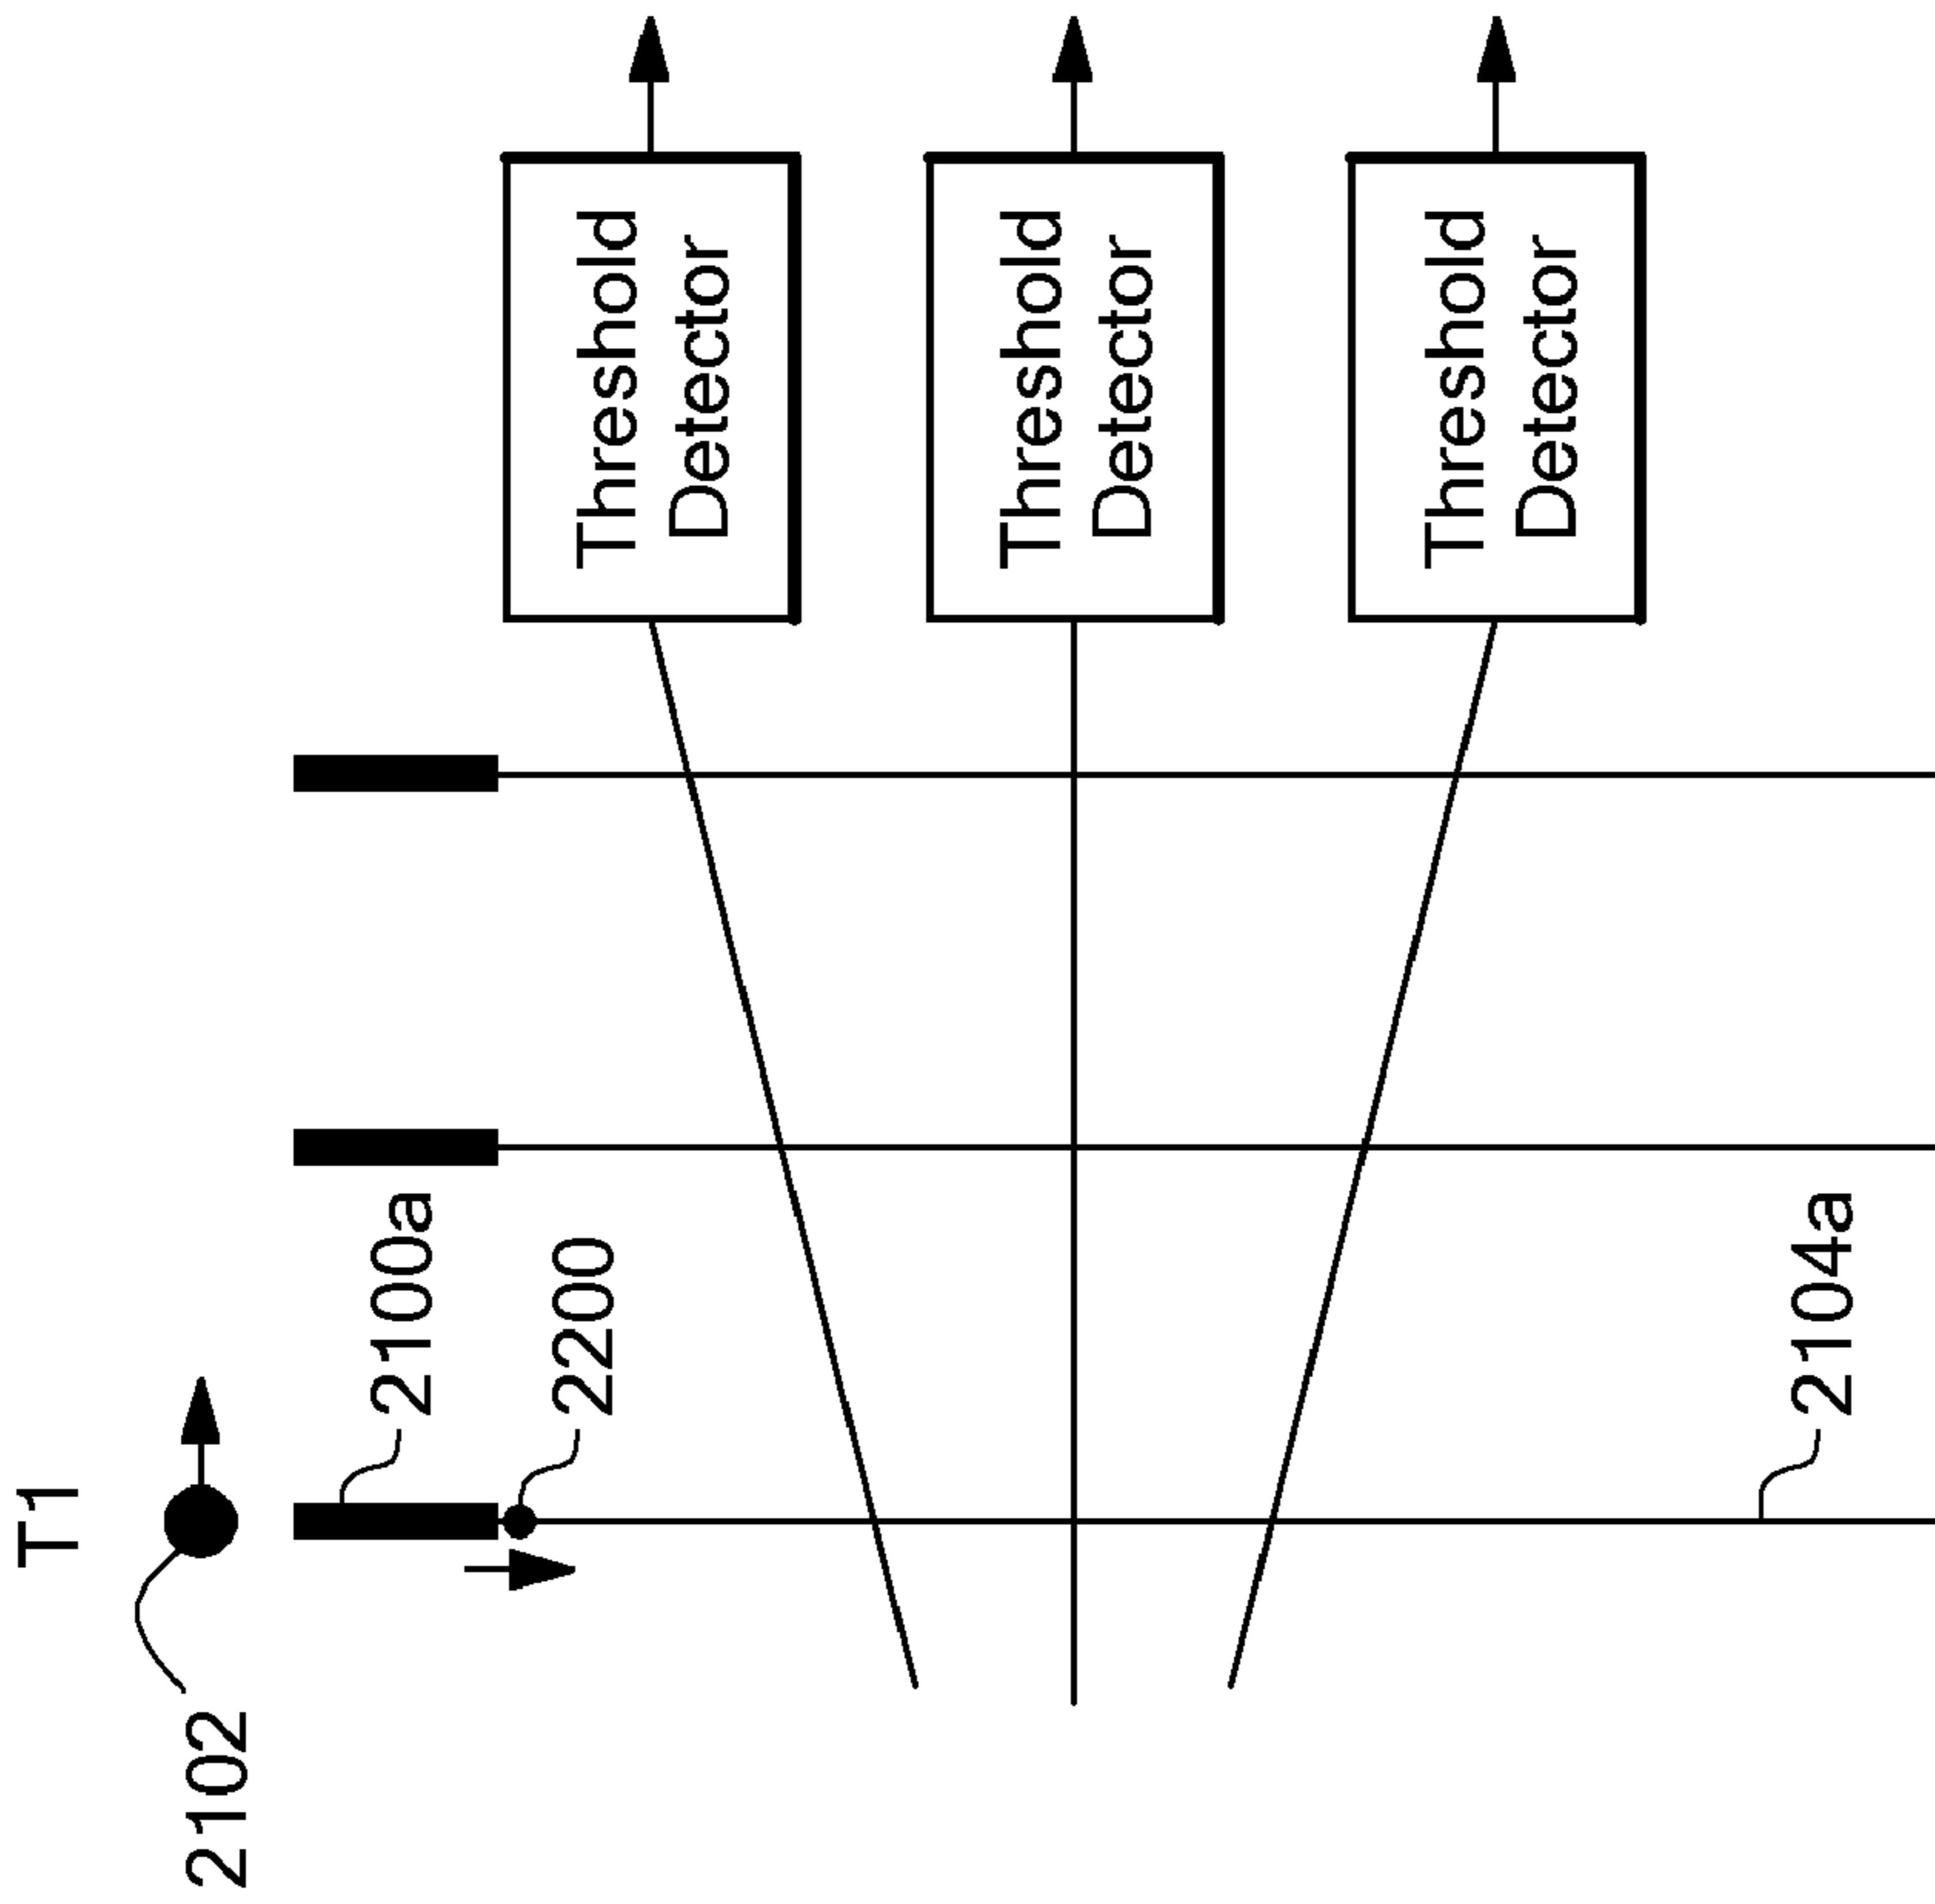 T1
2102
2100a
2200
2104a
Threshold
Detector
Threshold
Detector
Threshold
Detector